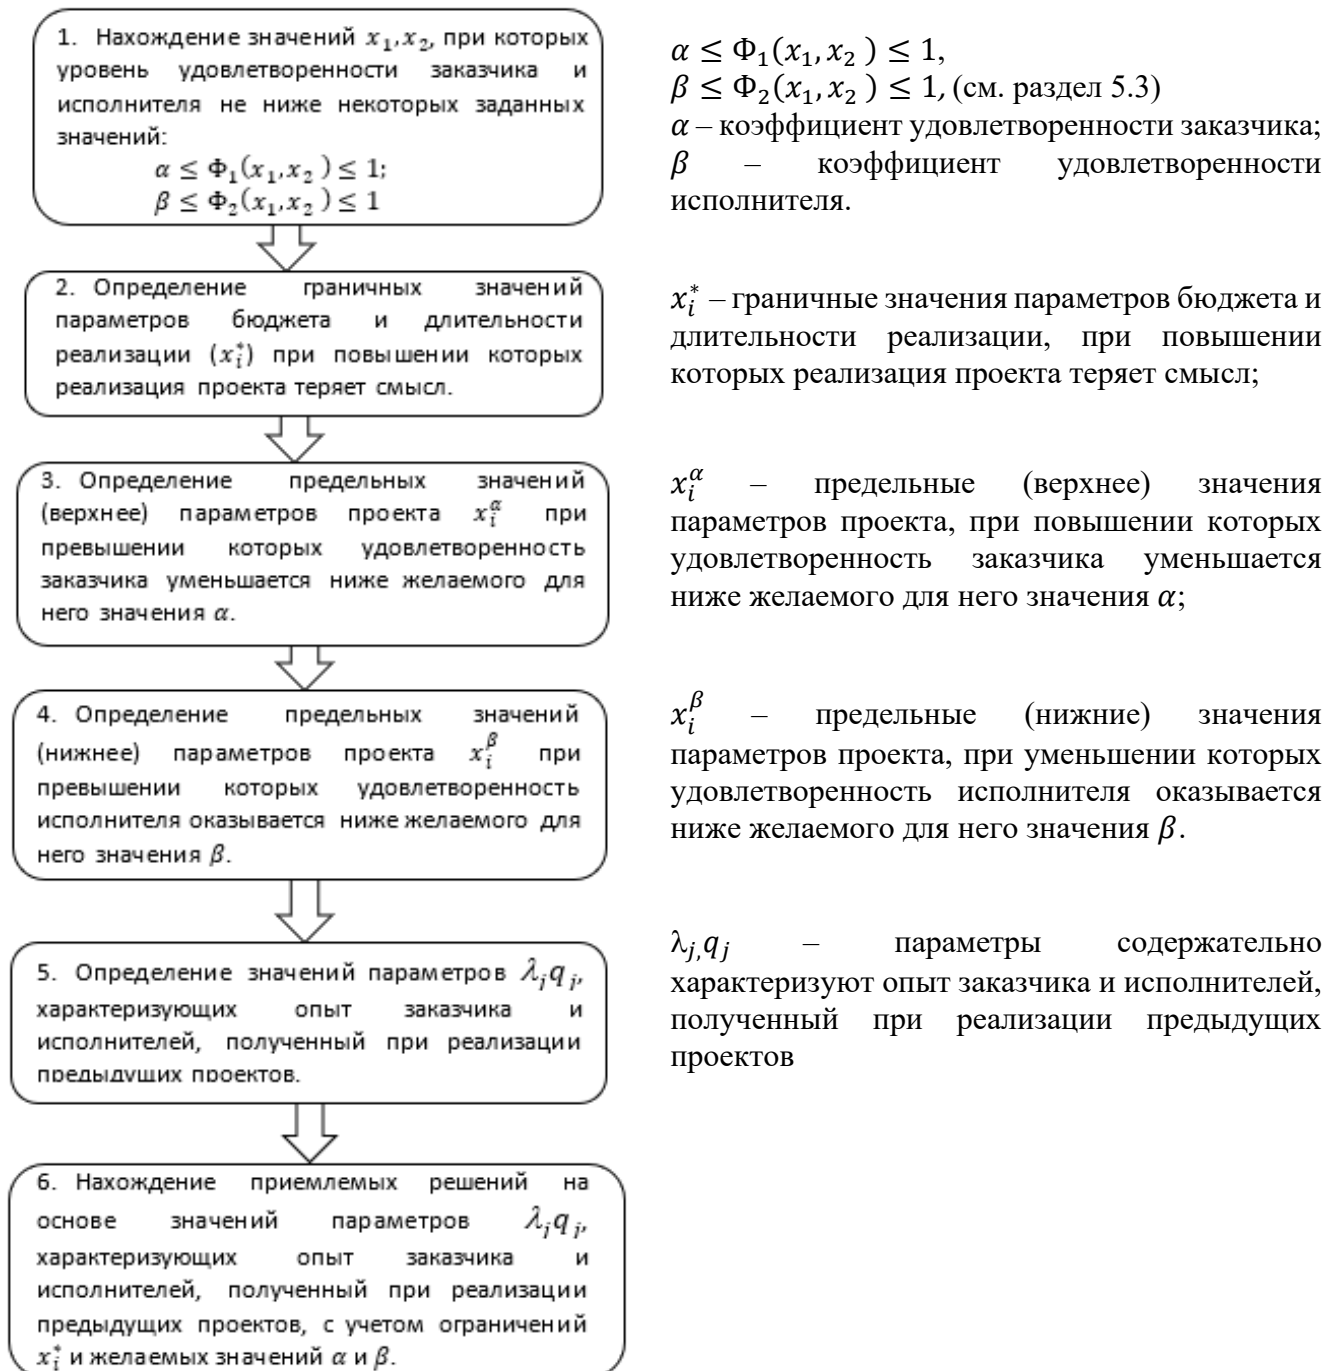 1. Нахождение значений x₁,x₂, при которых
уровень удовлетворенности заказчика и
исполнителя не ниже некоторых заданных
значений:
α ≤ Φ₁(x₁,x₂ ) ≤ 1;
β ≤ Φ₂(x₁,x₂ ) ≤ 1
α ≤ Φ₁(x₁,x₂ ) ≤ 1,
β ≤ Φ₂(x₁,x₂ ) ≤ 1, (см. раздел 5.3)
α – коэффициент удовлетворенности заказчика;
β – коэффициент удовлетворенности
исполнителя.
2. Определение граничных значений
параметров бюджета и длительности
реализации (xᵢ*) при повышении которых
реализация проекта теряет смысл.
xᵢ* – граничные значения параметров бюджета и
длительности реализации, при повышении
которых реализация проекта теряет смысл;
3. Определение предельных значений
(верхнее) параметров проекта xᵢᵅ при
превышении которых удовлетворенность
заказчика уменьшается ниже желаемого для
него значения α.
xᵢᵅ – предельные (верхнее) значения
параметров проекта, при повышении которых
удовлетворенность заказчика уменьшается
ниже желаемого для него значения α;
4. Определение предельных значений
(нижнее) параметров проекта xᵢᵝ при
превышении которых удовлетворенность
исполнителя оказывается ниже желаемого для
него значения β.
xᵢᵝ – предельные (нижние) значения
параметров проекта, при уменьшении которых
удовлетворенность исполнителя оказывается
ниже желаемого для него значения β.
5. Определение значений параметров λⱼqⱼ,
характеризующих опыт заказчика и
исполнителей, полученный при реализации
предыдущих проектов.
λⱼ,qⱼ – параметры содержательно
характеризуют опыт заказчика и исполнителей,
полученный при реализации предыдущих
проектов
6. Нахождение приемлемых решений на
основе значений параметров λⱼqⱼ,
характеризующих опыт заказчика и
исполнителей, полученный при реализации
предыдущих проектов, с учетом ограничений
xᵢ* и желаемых значений α и β.